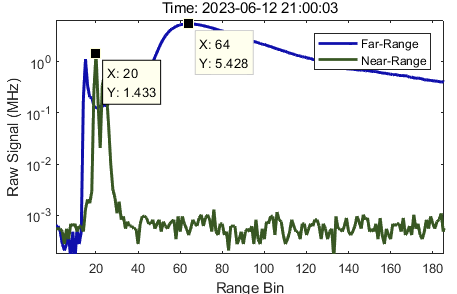 Time: 2023-06-12 21:00:03
Raw Signal (MHz)
10^0
10^-1
10^-2
10^-3
X: 20
Y: 1.433
X: 64
Y: 5.428
Far-Range
Near-Range
20 40 60 80 100 120 140 160 180
Range Bin